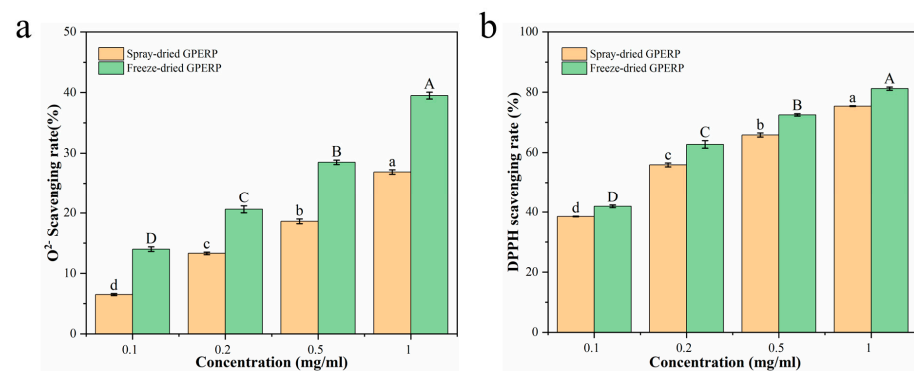 a
50
40
30
20
10
0
O²⁻ Scavenging rate(%)
Spray-dried GPERP
Freeze-dried GPERP
d
D
c
C
b
B
a
A
0.1
0.2
0.5
1
Concentration (mg/ml)
b
100
80
60
40
20
0
DPPH scavenging rate (%)
Spray-dried GPERP
Freeze-dried GPERP
d
D
c
C
b
B
a
A
0.1
0.2
0.5
1
Concentration (mg/ml)